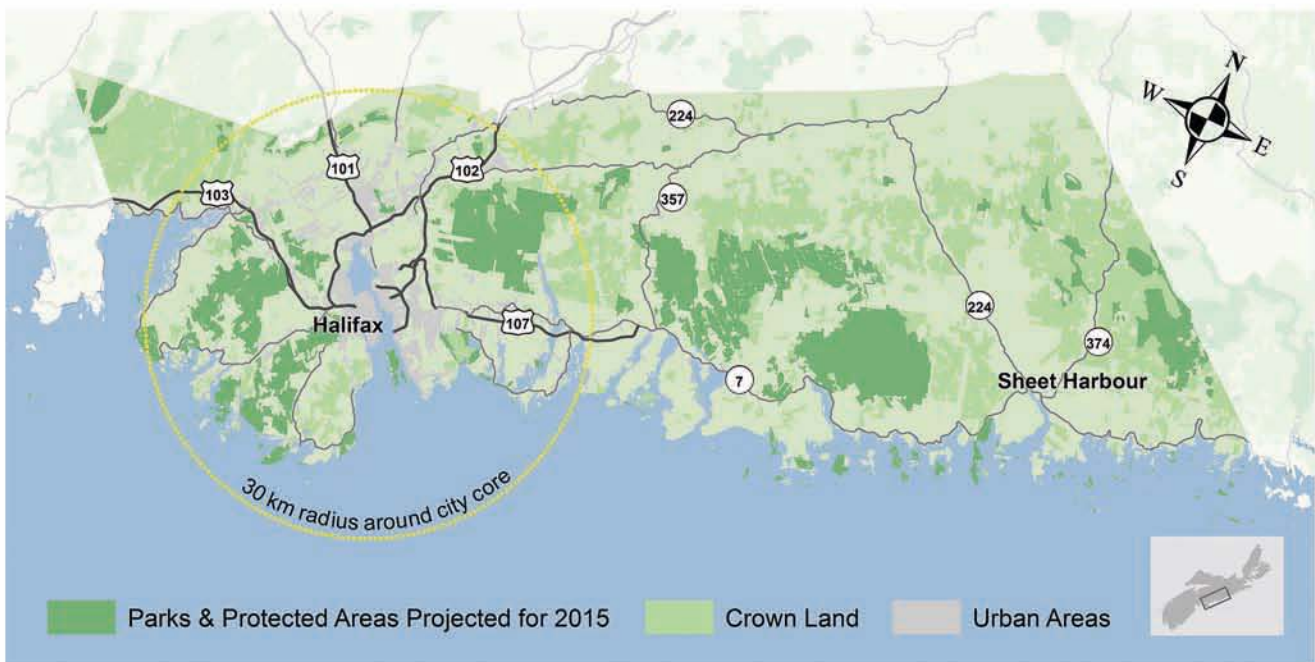 N
W
E
S
224
101
102
103
357
Halifax
107
224
374
7
Sheet Harbour
30 km radius around city core
Parks & Protected Areas Projected for 2015
Crown Land
Urban Areas